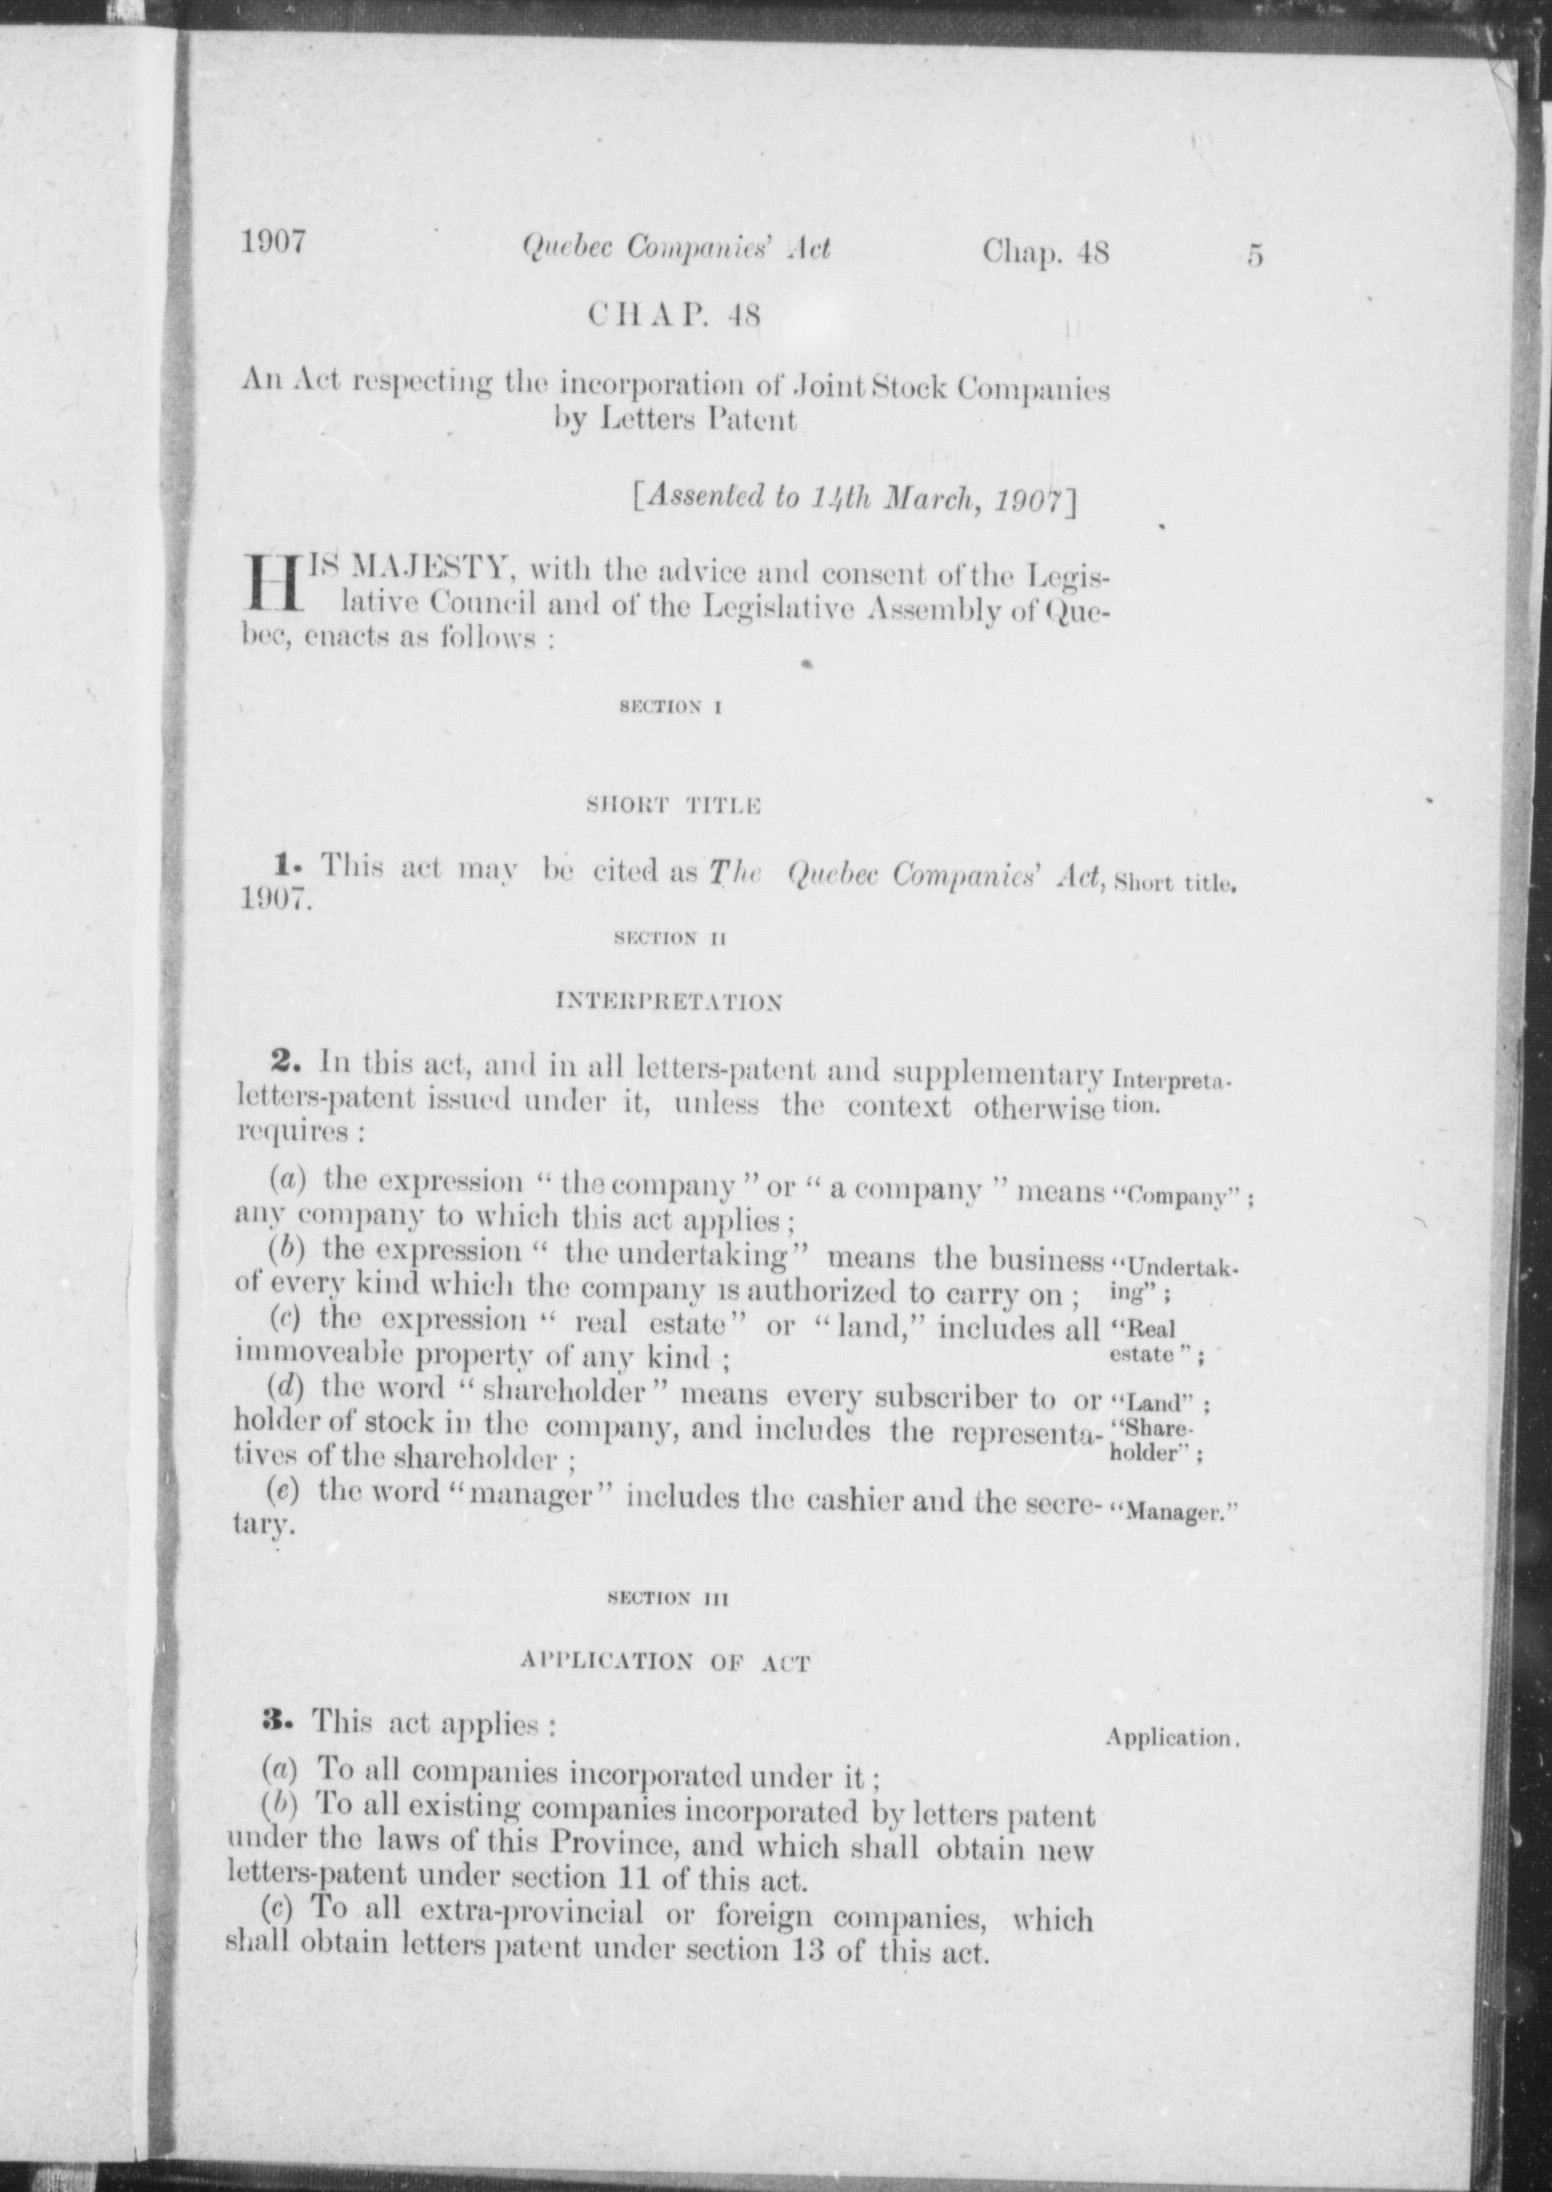 1907 Quebec Companies' Act Chap. 48 5
CHAP. 48
An Act respecting the incorporation of Joint Stock Companies
by Letters Patent
[Assented to 14th March, 1907]
HIS MAJESTY, with the advice and consent of the Legis-
lative Council and of the Legislative Assembly of Que-
bec, enacts as follows :
SECTION I
SHORT TITLE
1. This act may be cited as The Quebec Companies' Act, Short title.
1907.
SECTION II
INTERPRETATION
2. In this act, and in all letters-patent and supplementary Interpreta-
letters-patent issued under it, unless the context otherwise tion.
requires :
(a) the expression " the company " or " a company " means "Company" ;
any company to which this act applies ;
(b) the expression " the undertaking" means the business "Undertak-
of every kind which the company is authorized to carry on ; ing" ;
(c) the expression " real estate" or "land," includes all "Real
immoveable property of any kind ; estate" ;
(d) the word "shareholder" means every subscriber to or "Land" ;
holder of stock in the company, and includes the representa- "Share-
tives of the shareholder ; holder" ;
(e) the word "manager" includes the cashier and the secre- "Manager."
tary.
SECTION III
APPLICATION OF ACT
3. This act applies : Application.
(a) To all companies incorporated under it ;
(b) To all existing companies incorporated by letters patent
under the laws of this Province, and which shall obtain new
letters-patent under section 11 of this act.
(c) To all extra-provincial or foreign companies, which
shall obtain letters patent under section 13 of this act.